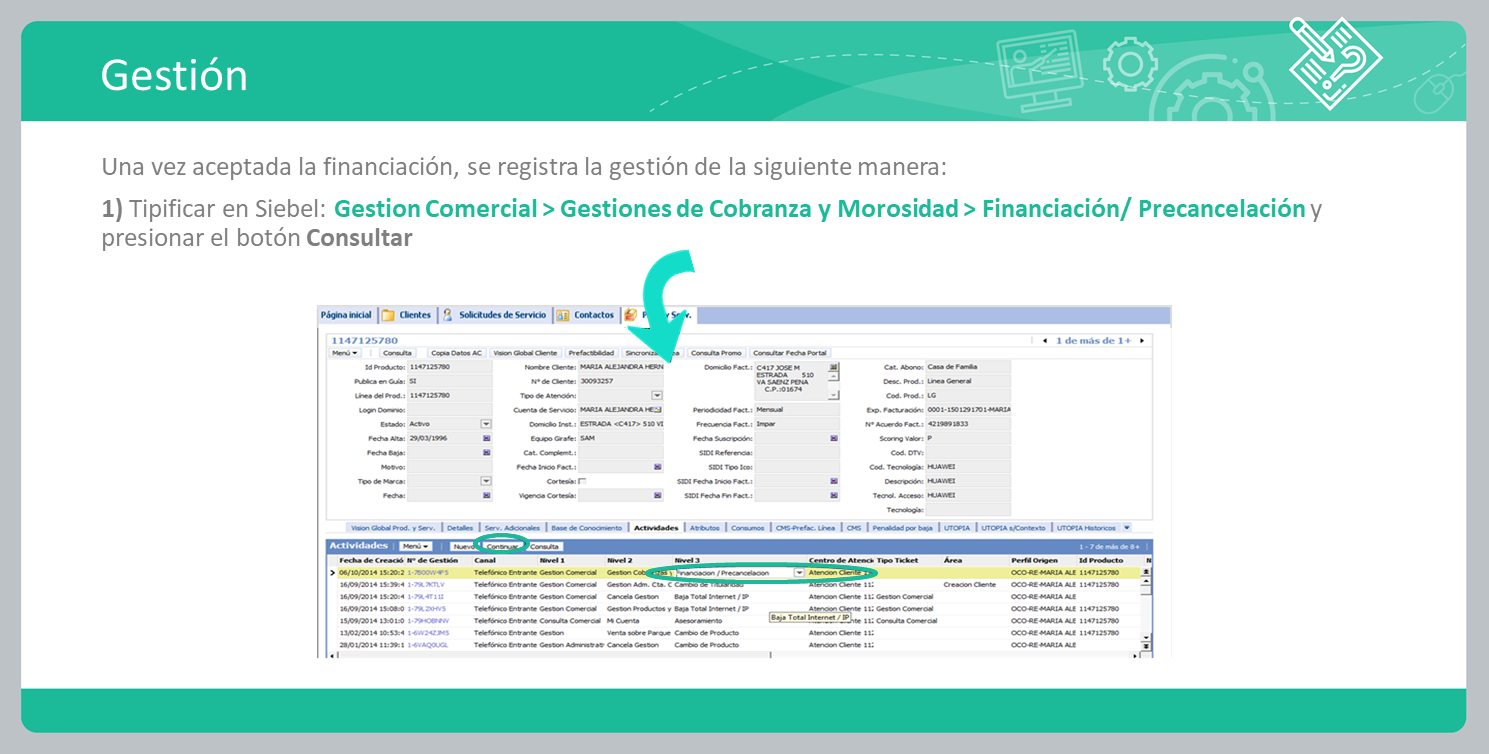 Gestión
Una vez aceptada la financiación, se registra la gestión de la siguiente manera:
1) Tipificar en Siebel: Gestion Comercial > Gestiones de Cobranza y Morosidad > Financiación/ Precancelación y
presionar el botón Consultar
Página inicial Clientes Solicitudes de Servicio Contactos Serv.
1147125780 1 de más de 1+
Menú Consulta Copia Datos AC Vision Global Cliente Prefactibilidad Consulta Promo Consultar Fecha Portal
Id Producto: 1147125780 Nombre Cliente: MARIA ALEJANDRA HERN Domicilio Fact.: C417 JOSE M Cat. Abono: Casa de Familia
ESTRADA 510
Publica en Guía: SI N° de Cliente: 30093257 VA SAENZ PENA Desc. Prod.: Linea General
C.P.:01674
Línea del Prod.: 1147125780 Tipo de Atención: Cod. Prod.: LG
Login Dominio: Cuenta de Servicio: MARIA ALEJANDRA HE Periodicidad Fact.: Mensual Exp. Facturación: 0001-1501291701-MARIA
Estado: Activo Domicilio Inst.: ESTRADA <C417> 510 VI Frecuencia Fact.: Impar N° Acuerdo Fact.: 4219891833
Fecha Alta: 29/03/1996 Equipo Girafe: SAM Fecha Suscripción: Scoring Valor: P
Fecha Baja: Cat. Complemt.: SIDI Referencia: Cod. DTV:
Motivo: Fecha Inicio Fact.: SIDI Tipo Ico: Cod. Tecnología: HUAWEI
Tipo de Marca: Cortesía: SIDI Fecha Inicio Fact.: Descripción: HUAWEI
Fecha: Vigencia Cortesía: SIDI Fecha Fin Fact.: Tecnol. Acceso: HUAWEI
Tecnología:
Vision Global Prod. y Serv. Detalles Serv. Adicionales Base de Conocimiento Actividades Atributos Consumos CMS-Prefac. Línea CMS Penalidad por baja UTOPIA UTOPIA s/Contexto UTOPIA Historicos
Actividades Menú Nuevo Continuar Consulta 1 - 7 de más de 8+
Fecha de Creació N° de Gestión Canal Nivel 1 Nivel 2 Nivel 3 Centro de Atenci Tipo Ticket Área Perfil Origen Id Producto N
06/10/2014 15:20:2 Telefónico Entrante Gestion Comercial Gestion Financiacion / Precancelacion Atencion Cliente OCO-RE-MARIA ALE 1147125780
16/09/2014 15:39:4 1-79L7KTLV Telefónico Entrante Gestion Comercial Gestion Adm. Cta. C Cambio de Titularidad Atencion Cliente 112 Creacion Cliente OCO-RE-MARIA ALE 1147125780
16/09/2014 15:20:4 1-79L4T11I Telefónico Entrante Gestion Comercial Cancela Gestion Baja Total Internet / IP Atencion Cliente 112 Gestion Comercial OCO-RE-MARIA ALE
16/09/2014 15:08:0 1-79L2XHV5 Telefónico Entrante Gestion Comercial Gestion Productos y Baja Total Internet / IP Atencion Cliente 112 Gestion Comercial OCO-RE-MARIA ALE 1147125780
Baja Total Internet / IP
15/09/2014 13:01:0 1-79HOBNNV Telefónico Entrante Consulta Comercial Mi Cuenta Asesoramiento Atencion Cliente 112 Consulta Comercial OCO-RE-MARIA ALE 1147125780
13/02/2014 10:53:4 1-6W24ZJM5 Telefónico Entrante Gestion Venta sobre Parque Cambio de Producto Atencion Cliente 112 OCO-RE-MARIA ALE 1147125780
28/01/2014 11:39:1 1-6VAQ0UGL Telefónico Entrante Gestion Administrati Cancela Gestion Cambio de Producto Atencion Cliente 112 OCO-RE-MARIA ALE